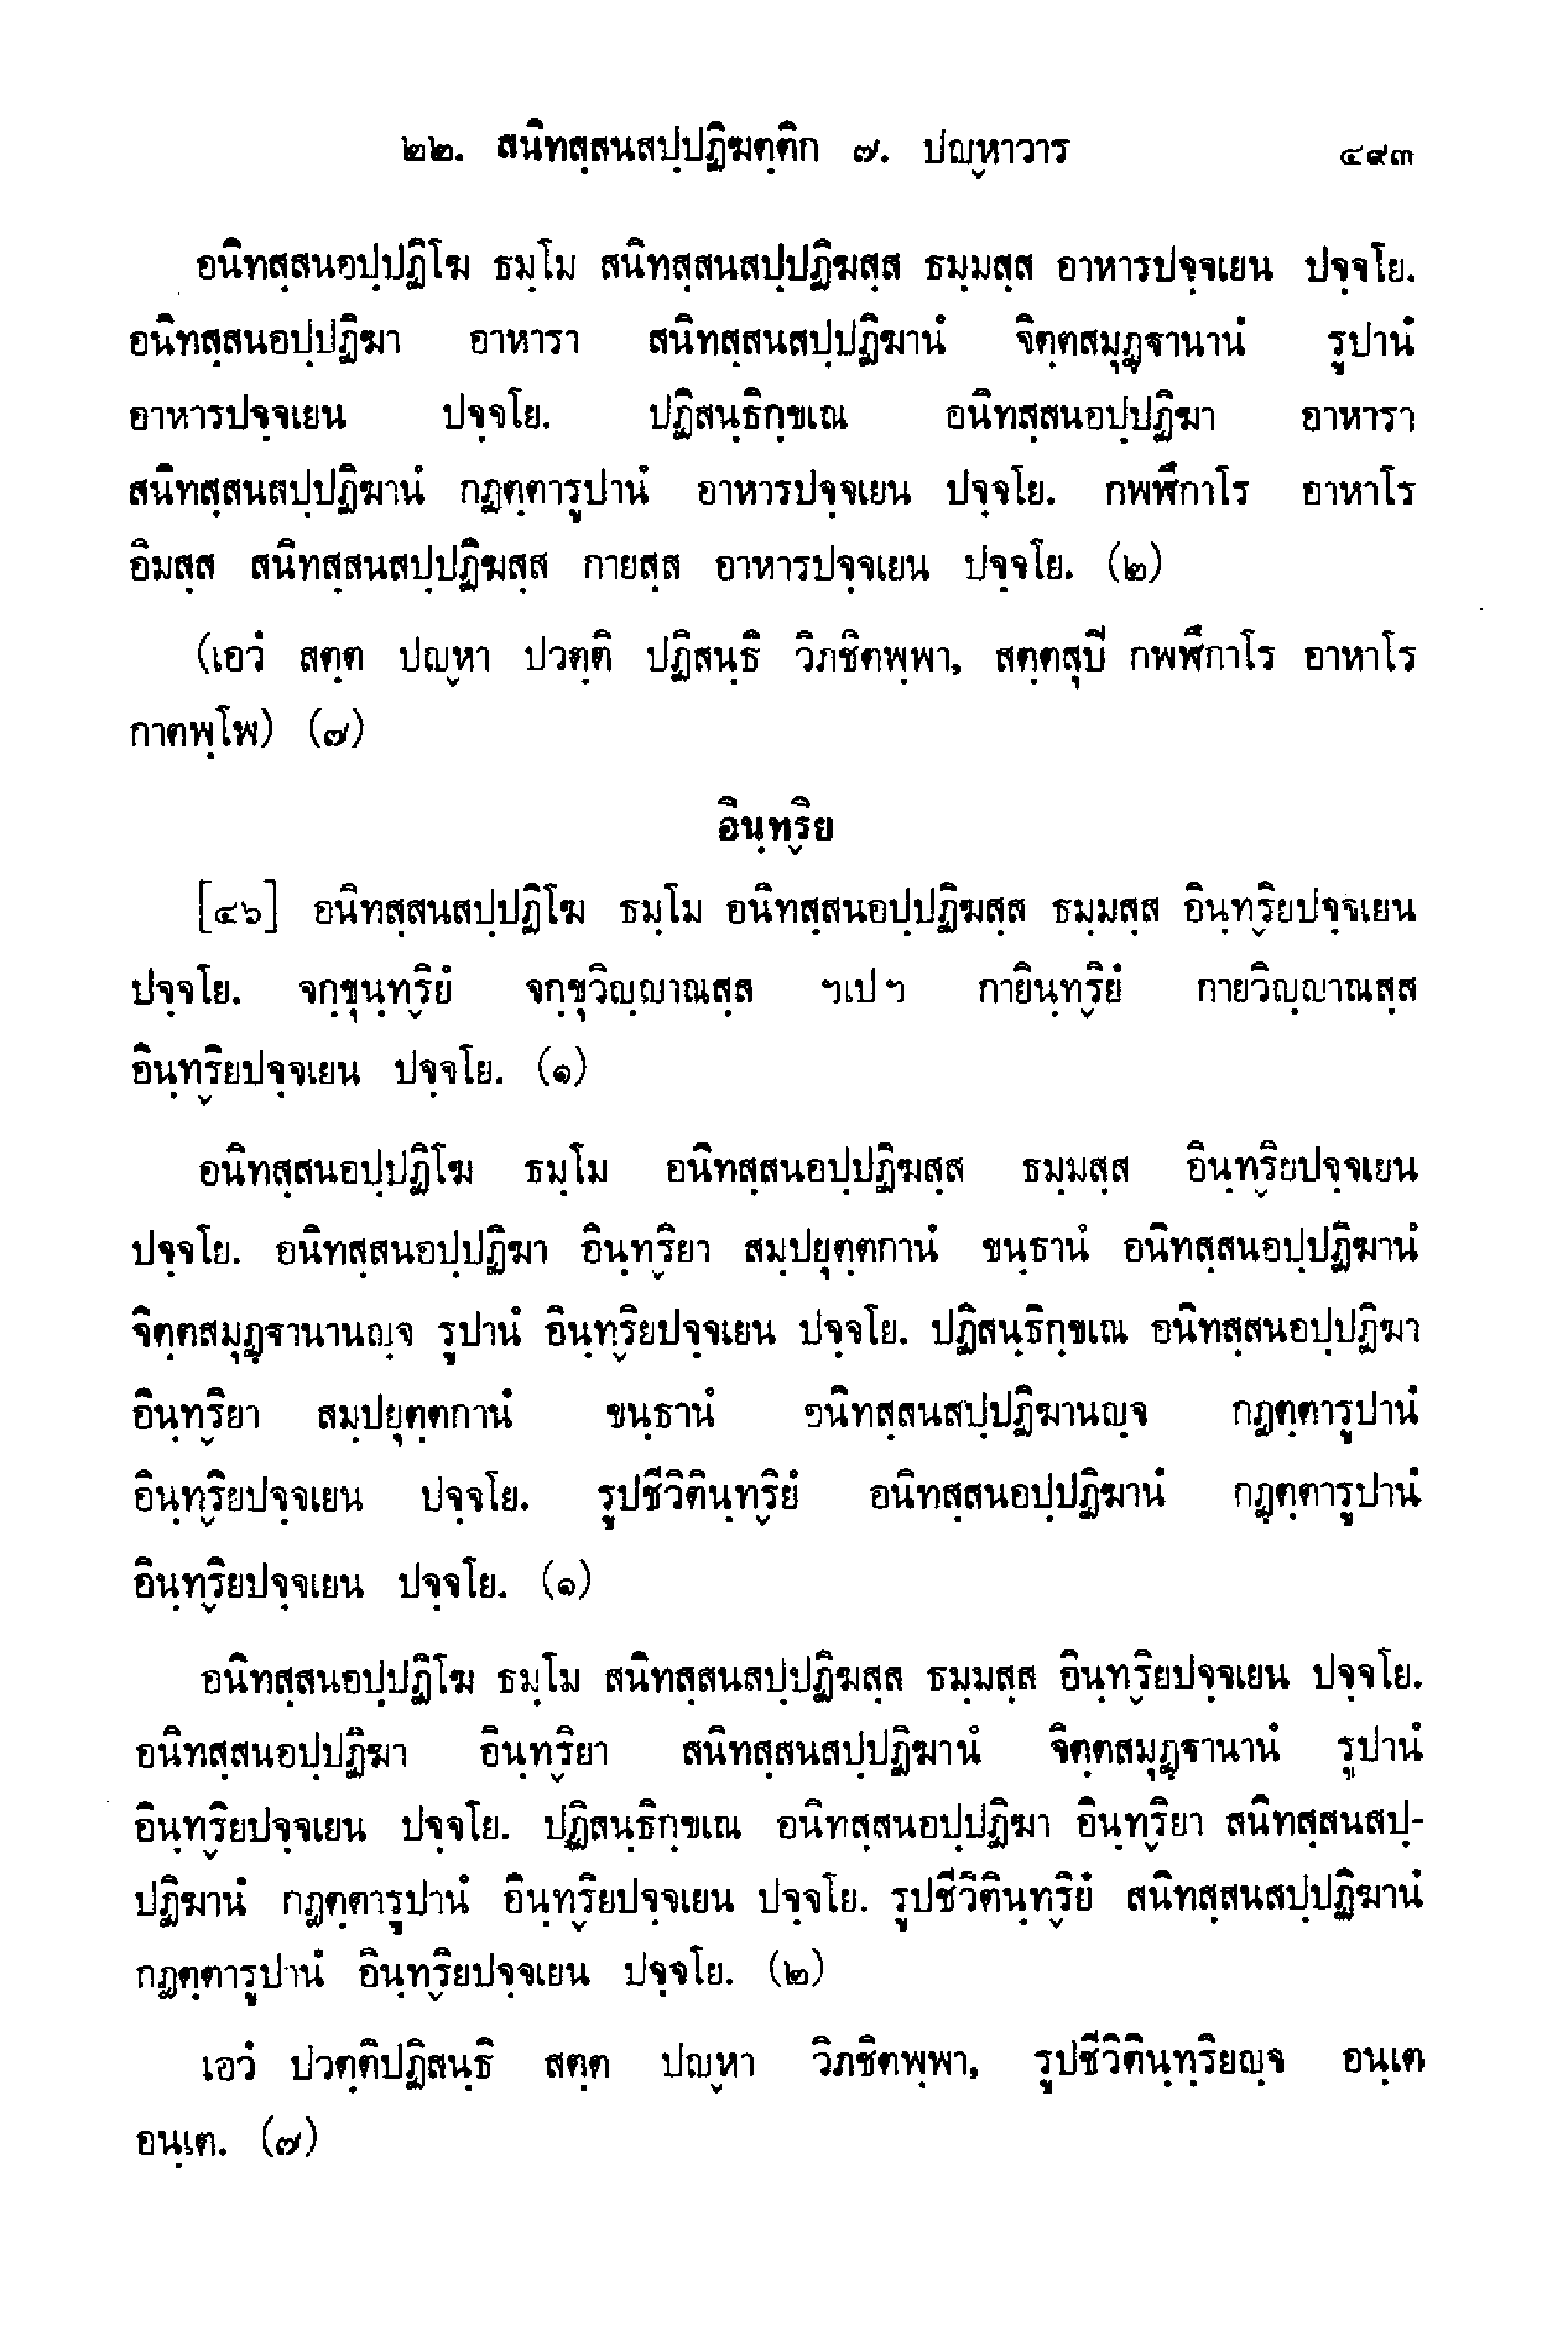 ๒๒. สนิทสฺสนสปฺปฏิฆตฺติก ๗. ปญฺหาวาร ๔๙๓
อนิทสฺสนอปฺปฏิโฆ ธมฺโม สนิทสฺสนสปฺปฏิฆสฺส ธมฺมสฺส อาหารปจฺจเยน ปจฺจโย.
อนิทสฺสนอปฺปฏิฆา อาหารา สนิทสฺสนสปฺปฏิฆานํ จิตฺตสมุฏฺฐานานํ รูปานํ
อาหารปจฺจเยน ปจฺจโย. ปฏิสนฺธิกฺขเณ อนิทสฺสนอปฺปฏิฆา อาหารา
สนิทสฺสนสปฺปฏิฆานํ กฏตฺตารูปานํ อาหารปจฺจเยน ปจฺจโย. กพฬีกาโร อาหาโร
อิมสฺส สนิทสฺสนสปฺปฏิฆสฺส กายสฺส อาหารปจฺจเยน ปจฺจโย. (๒)
(เอวํ สตฺต ปญฺหา ปวตฺติ ปฏิสนฺธิ วิภชิตพฺพา, สตฺตสุปี กพฬีกาโร อาหาโร
กาตพฺโพ) (๗)
อินฺทฺริย
[๔๖] อนิทสฺสนสปฺปฏิโฆ ธมฺโม อนิทสฺสนอปฺปฏิฆสฺส ธมฺมสฺส อินฺทฺริยปจฺจเยน
ปจฺจโย. จกฺขุนฺทฺริยํ จกฺขุวิญฺญาณสฺส ฯเปฯ กายินฺทฺริยํ กายวิญฺญาณสฺส
อินฺทฺริยปจฺจเยน ปจฺจโย. (๑)
อนิทสฺสนอปฺปฏิโฆ ธมฺโม อนิทสฺสนอปฺปฏิฆสฺส ธมฺมสฺส อินฺทฺริยปจฺจเยน
ปจฺจโย. อนิทสฺสนอปฺปฏิฆา อินฺทฺริยา สมฺปยุตฺตกานํ ขนฺธานํ อนิทสฺสนอปฺปฏิฆานํ
จิตฺตสมุฏฺฐานานญฺจ รูปานํ อินฺทฺริยปจฺจเยน ปจฺจโย. ปฏิสนฺธิกฺขเณ อนิทสฺสนอปฺปฏิฆา
อินฺทฺริยา สมฺปยุตฺตกานํ ขนฺธานํ อนิทสฺสนสปฺปฏิฆานญฺจ กฏตฺตารูปานํ
อินฺทฺริยปจฺจเยน ปจฺจโย. รูปชีวิตินฺทฺริยํ อนิทสฺสนอปฺปฏิฆานํ กฏตฺตารูปานํ
อินฺทฺริยปจฺจเยน ปจฺจโย. (๑)
อนิทสฺสนอปฺปฏิโฆ ธมฺโม สนิทสฺสนสปฺปฏิฆสฺส ธมฺมสฺส อินฺทฺริยปจฺจเยน ปจฺจโย.
อนิทสฺสนอปฺปฏิฆา อินฺทฺริยา สนิทสฺสนสปฺปฏิฆานํ จิตฺตสมุฏฺฐานานํ รูปานํ
อินฺทฺริยปจฺจเยน ปจฺจโย. ปฏิสนฺธิกฺขเณ อนิทสฺสนอปฺปฏิฆา อินฺทฺริยา สนิทสฺสนสปฺ-
ปฏิฆานํ กฏตฺตารูปานํ อินฺทฺริยปจฺจเยน ปจฺจโย. รูปชีวิตินฺทฺริยํ สนิทสฺสนสปฺปฏิฆานํ
กฏตฺตารูปานํ อินฺทฺริยปจฺจเยน ปจฺจโย. (๒)
เอวํ ปวตฺติปฏิสนฺธิ สตฺต ปญฺหา วิภชิตพฺพา, รูปชีวิตินฺทฺริยญฺจ อนฺเต
อนฺเต. (๗)